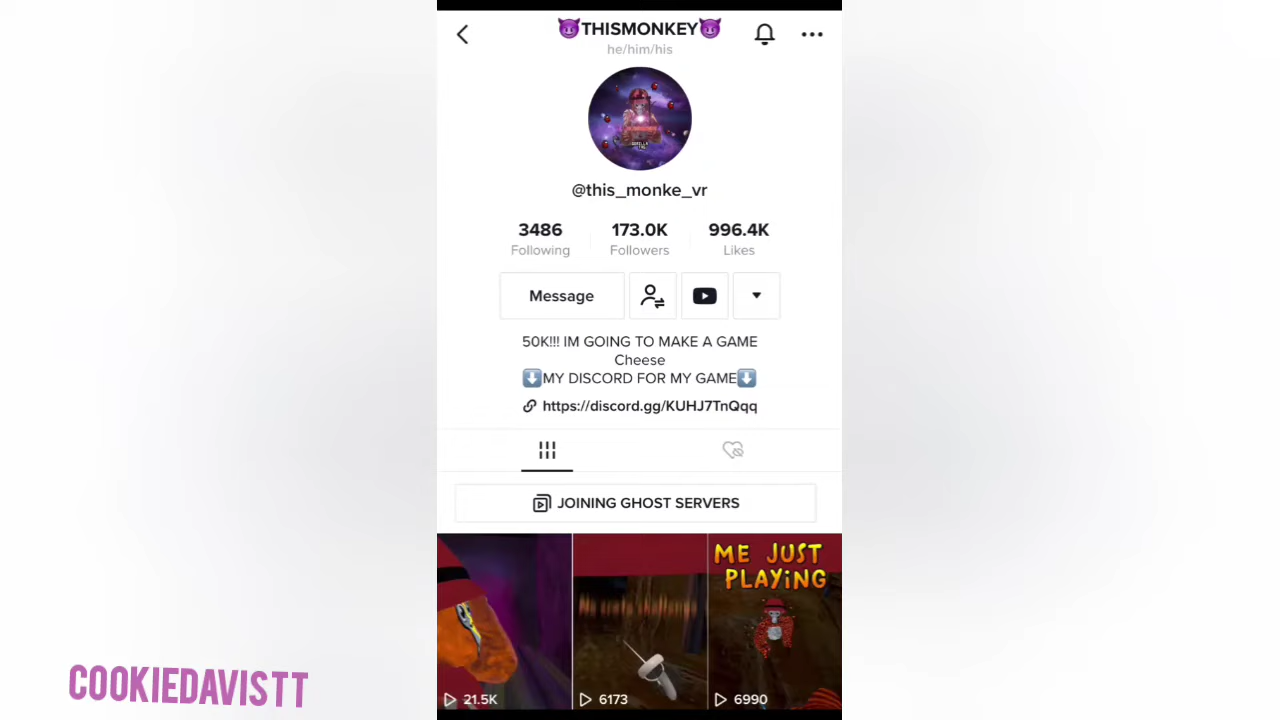 😈THISMONKEY😈
he/him/his
GORILLA
TAG
@this_monke_vr
3486 173.0K 996.4K
Following Followers Likes
Message
50K!!! IM GOING TO MAKE A GAME
Cheese
⬇️MY DISCORD FOR MY GAME⬇️
https://discord.gg/KUHJ7TnQqq
JOINING GHOST SERVERS
ME JUST
PLAYiNG
21.5K 6173 6990
COOKIEDAVISTT